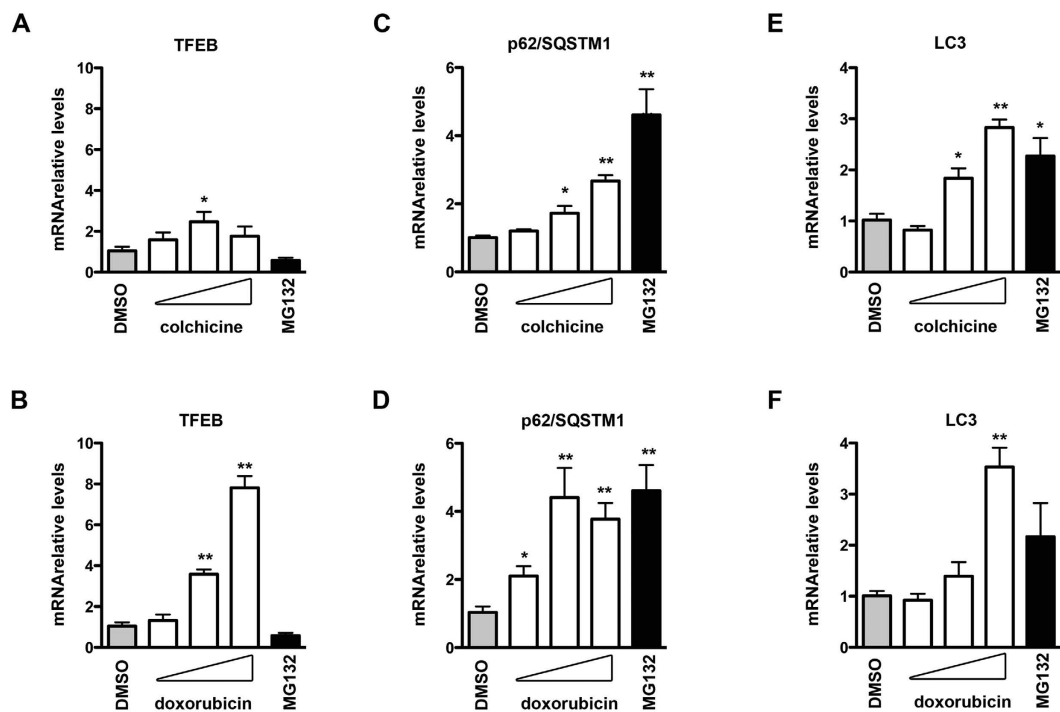 A
TFEB
mRNArelative levels
10
8
6
4
2
0
*
DMSO
colchicine
MG132
C
p62/SQSTM1
mRNArelative levels
6
4
2
0
*
**
**
DMSO
colchicine
MG132
E
LC3
mRNArelative levels
4
3
2
1
0
*
**
*
DMSO
colchicine
MG132
B
TFEB
mRNArelative levels
10
8
6
4
2
0
**
**
DMSO
doxorubicin
MG132
D
p62/SQSTM1
mRNArelative levels
6
4
2
0
*
**
**
**
DMSO
doxorubicin
MG132
F
LC3
mRNArelative levels
4
3
2
1
0
**
DMSO
doxorubicin
MG132